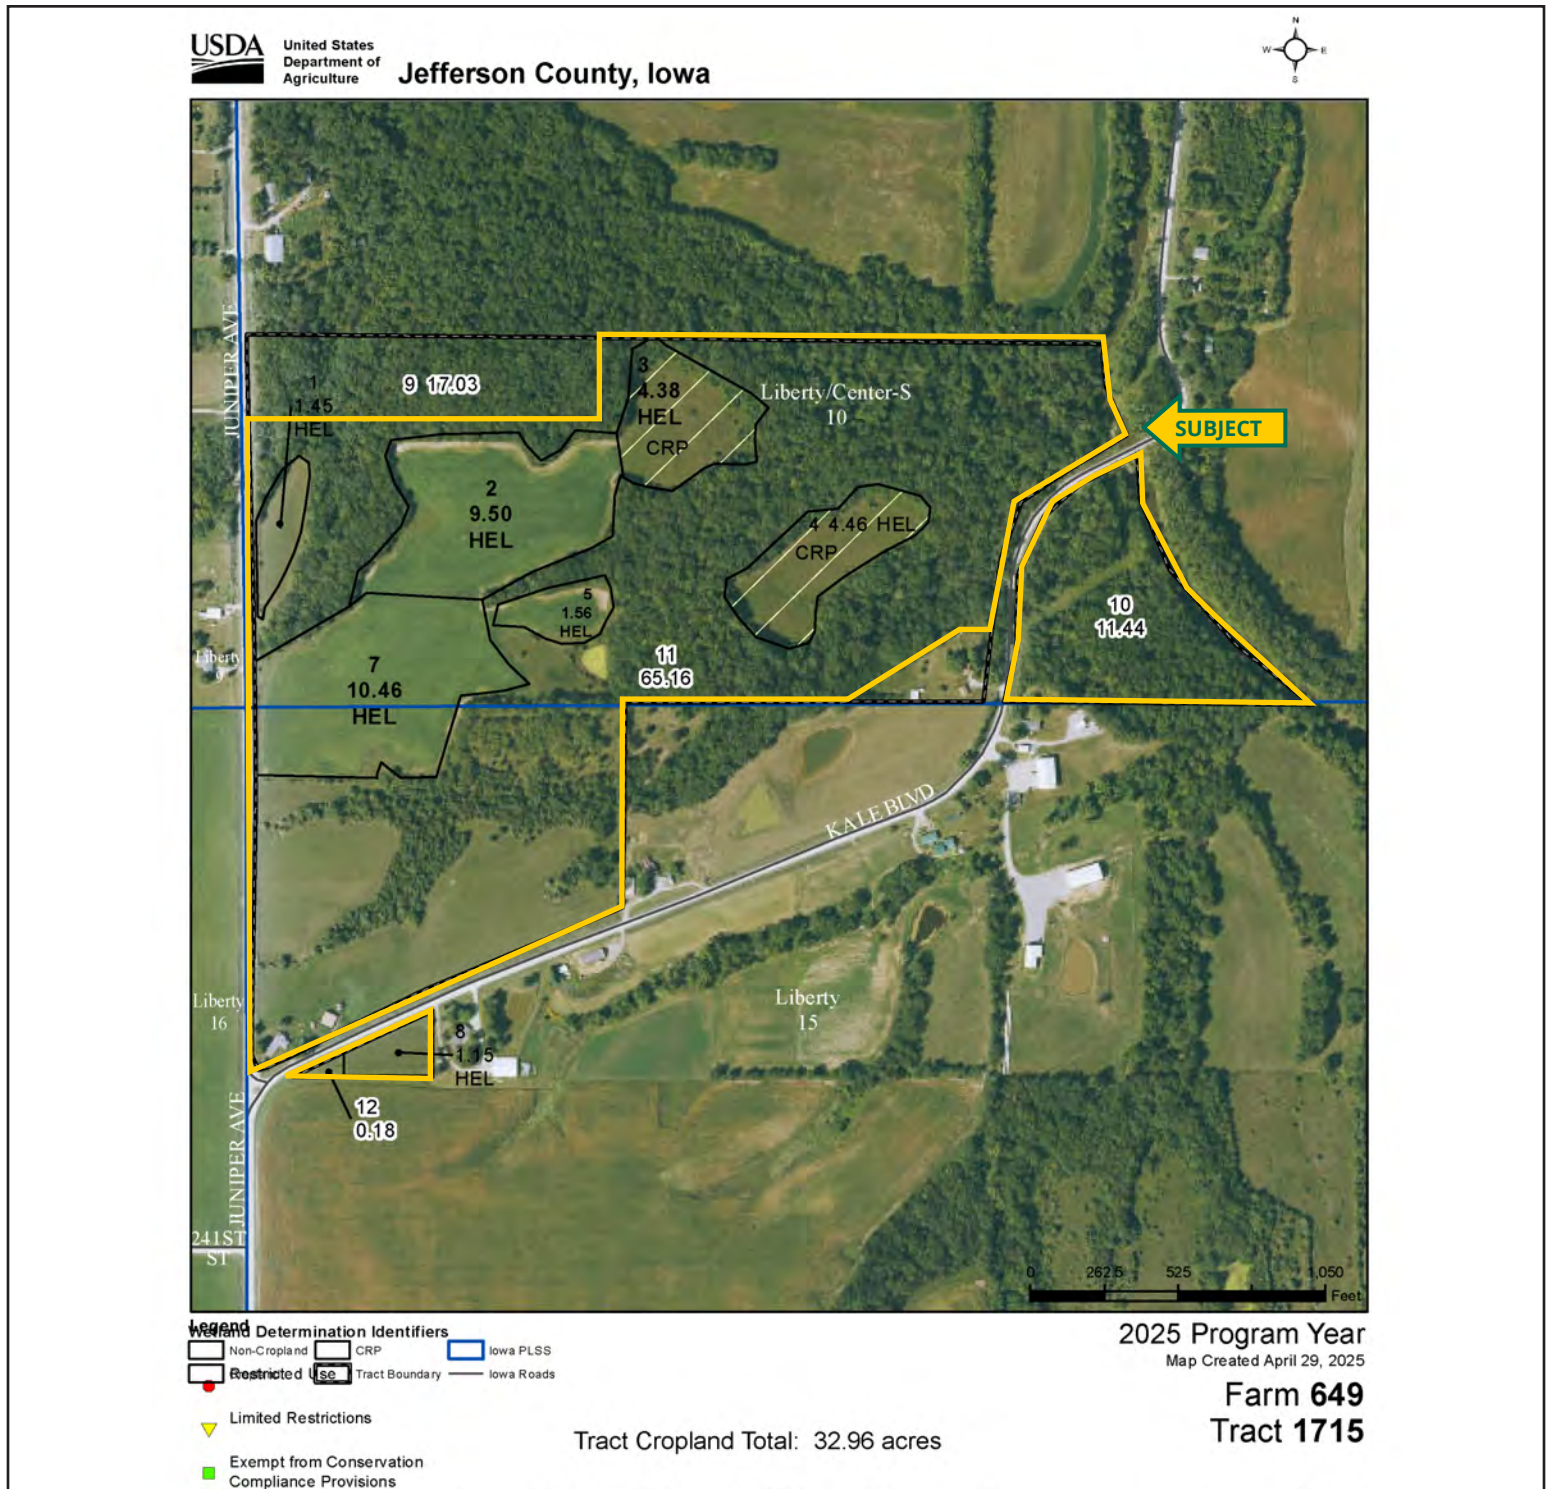 USDA
United States
Department of
Agriculture
Jefferson County, Iowa
N
W E
S
JUNIPER AVE
1
1.45
HEL
9 17.03
3
4.38
HEL
CRP
Liberty/Center-S
10
SUBJECT
2
9.50
HEL
4 4.46 HEL
CRP
5
1.56
HEL
10
11.44
Liberty
7
10.46
HEL
11
65.16
KALE BLVD
Liberty
16
Liberty
15
8
1.15
HEL
12
0.18
JUNIPER AVE
241ST
ST
0 262.5 525 1,050
Feet
Legend
Wetland Determination Identifiers
Non-Cropland CRP Iowa PLSS
Restricted Use Tract Boundary Iowa Roads
Limited Restrictions
Exempt from Conservation
Compliance Provisions
Tract Cropland Total: 32.96 acres
2025 Program Year
Map Created April 29, 2025
Farm 649
Tract 1715